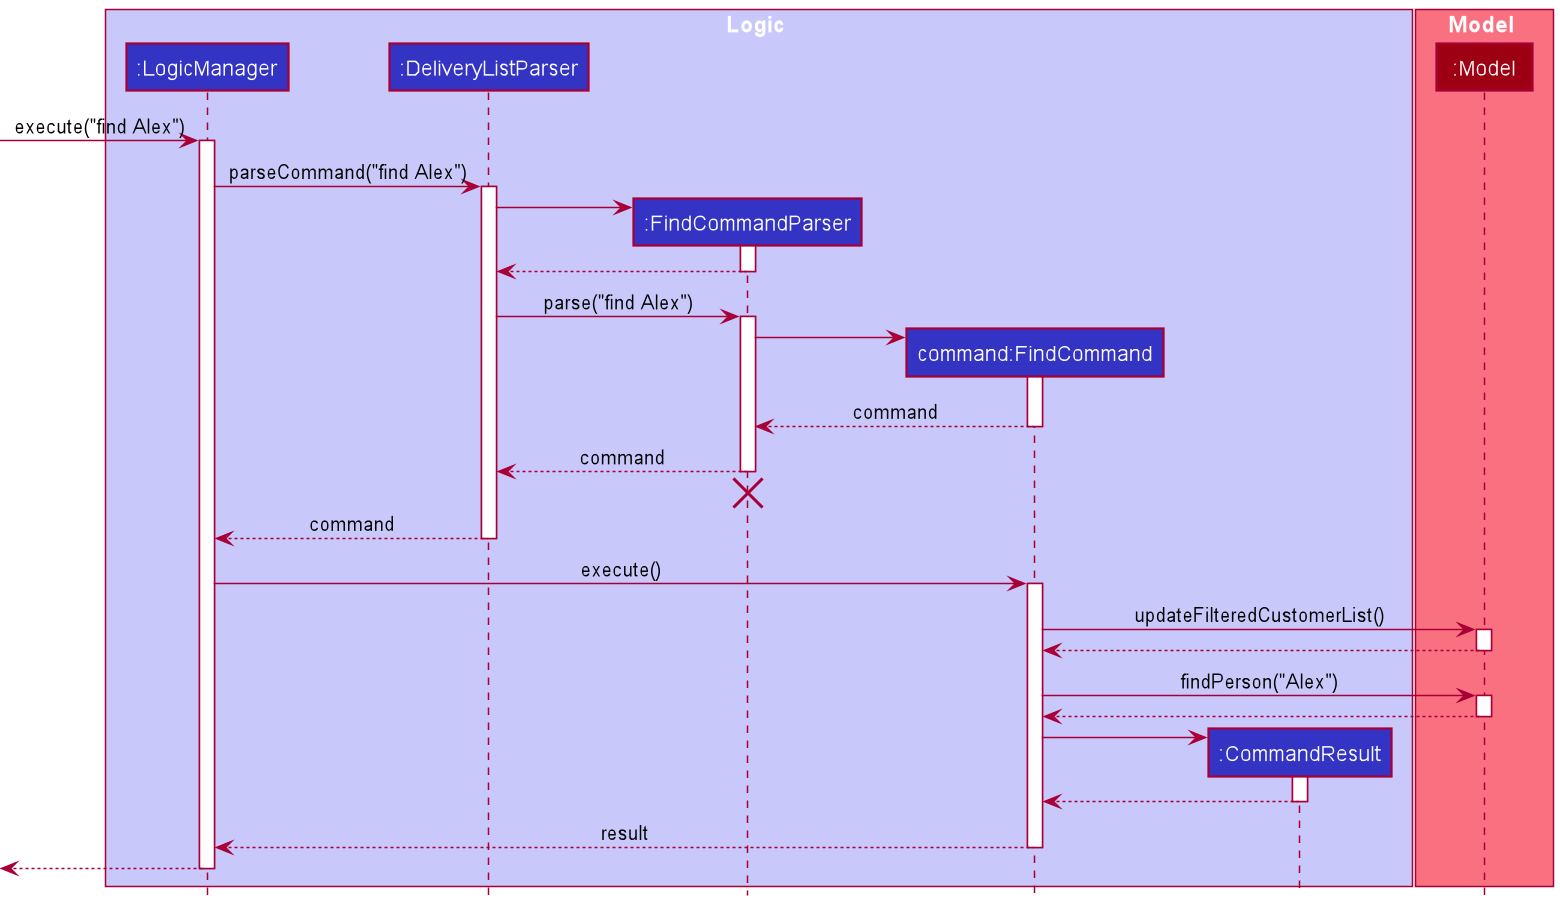 Logic
Model
:LogicManager
:DeliveryListParser
:Model
execute("find Alex")
parseCommand("find Alex")
:FindCommandParser
parse("find Alex")
command:FindCommand
command
command
command
execute()
updateFilteredCustomerList()
findPerson("Alex")
:CommandResult
result